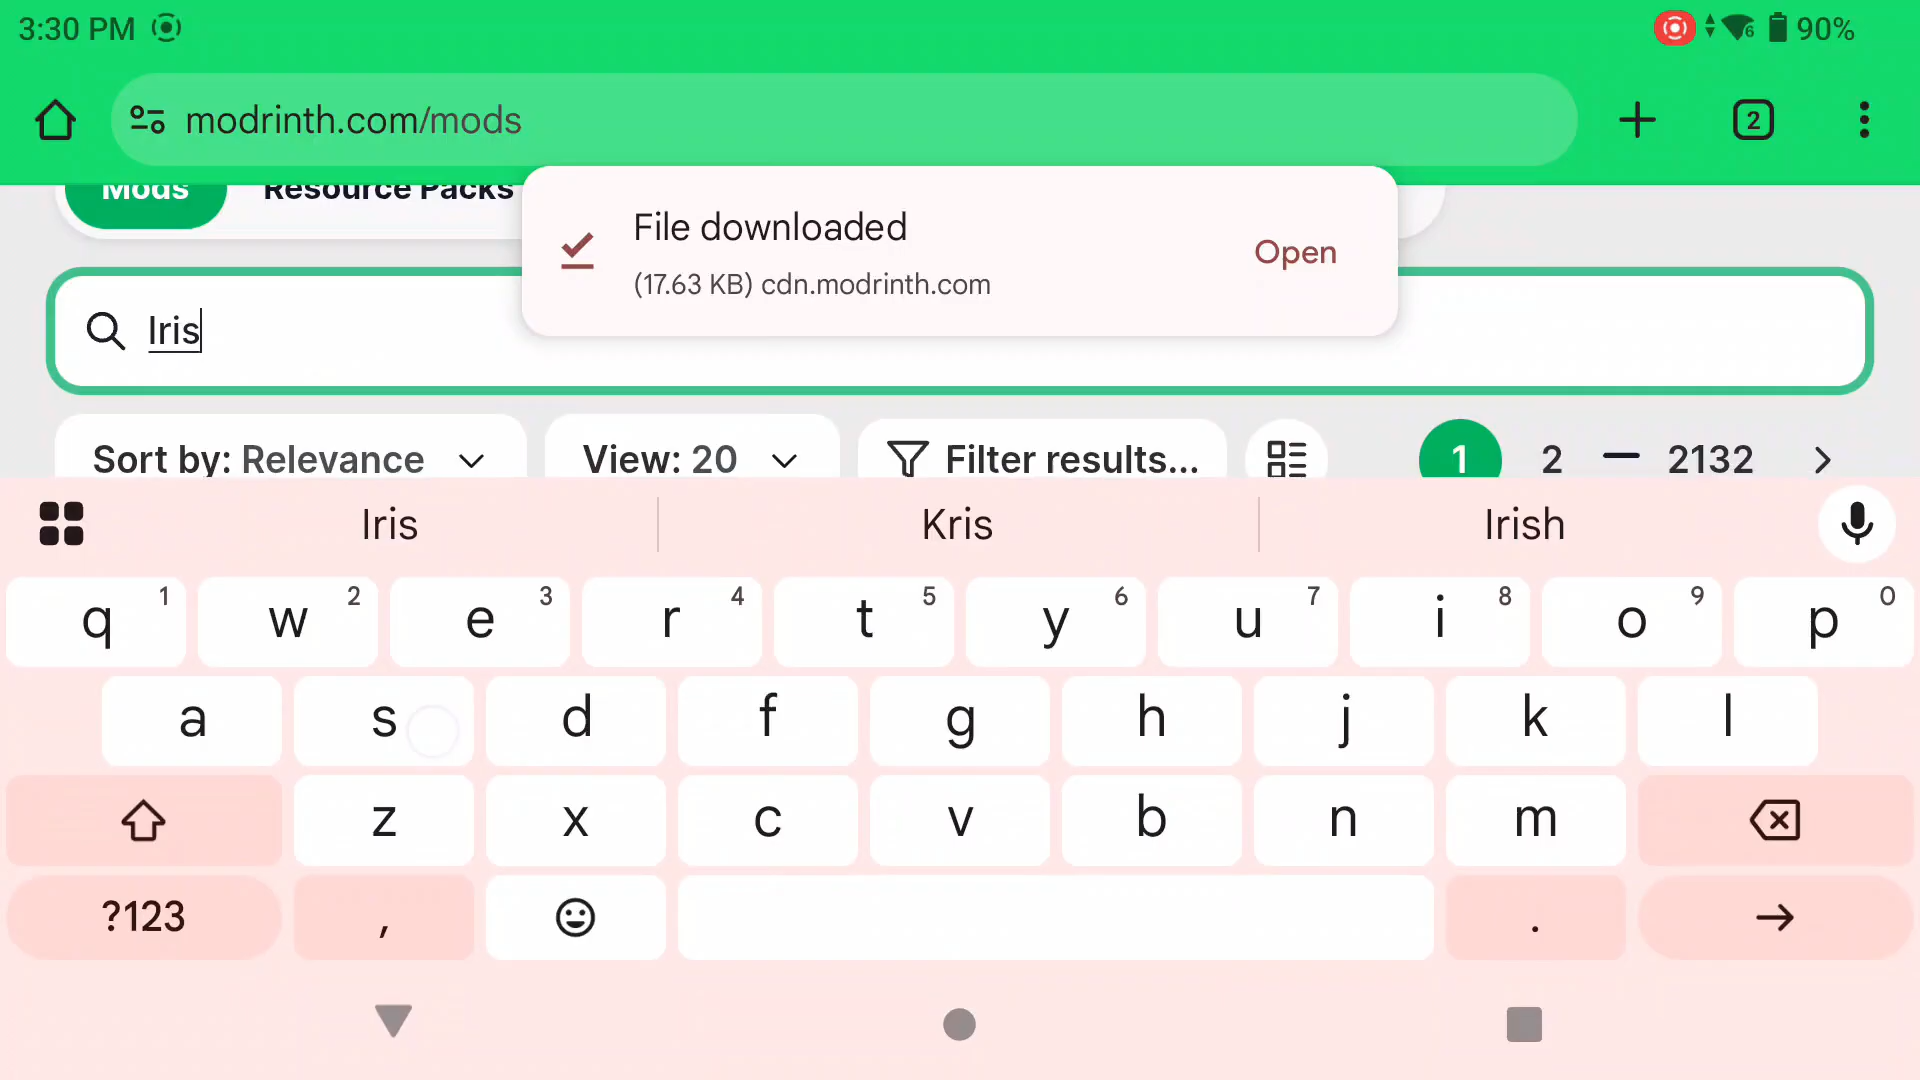 3:30 PM 6 90%
modrinth.com/mods 2
Mods Resource Packs
File downloaded
(17.63 KB) cdn.modrinth.com
Open
Iris
Sort by: Relevance View: 20 Filter results... 1 2 — 2132
Iris Kris Irish
q 1 w 2 e 3 r 4 t 5 y 6 u 7 i 8 o 9 p 0
a s d f g h j k l
z x c v b n m
?123 , .